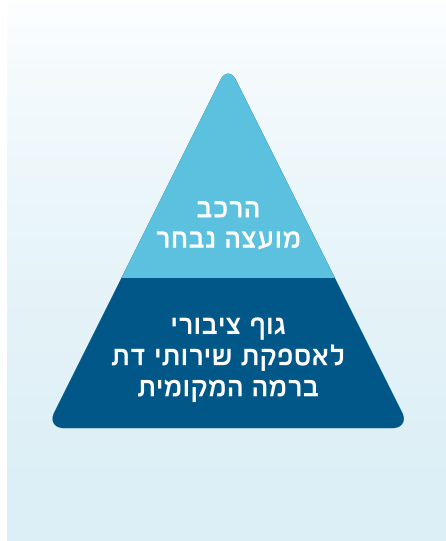 הרכב
מועצה נבחר
גוף ציבורי
לאספקת שירותי דת
ברמה המקומית